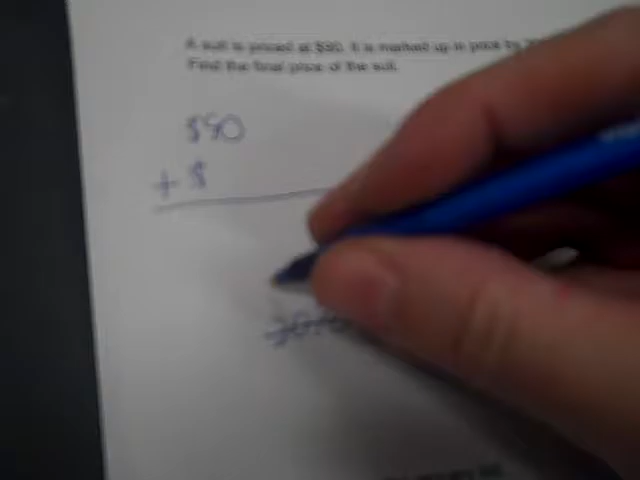 A suit is priced at $90. It is marked up in price by
Find the final price of the suit.
$90
+ $